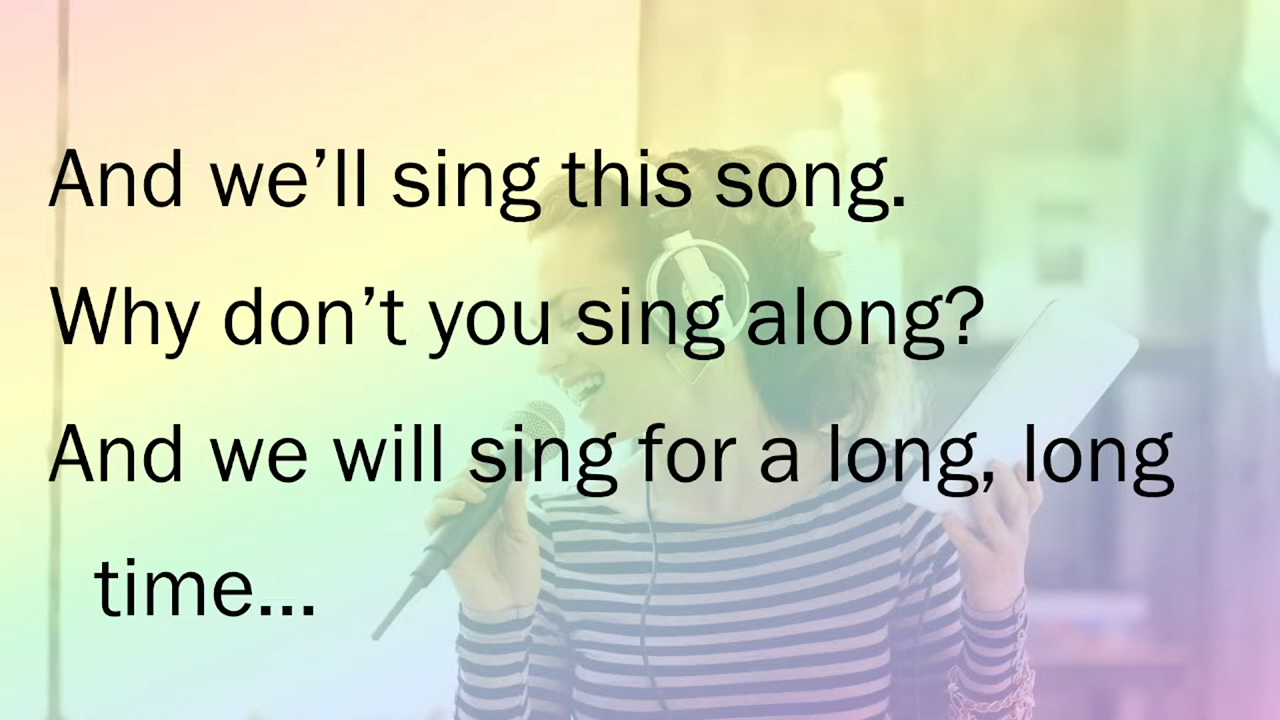 And we’ll sing this song.
Why don’t you sing along?
And we will sing for a long, long
time...